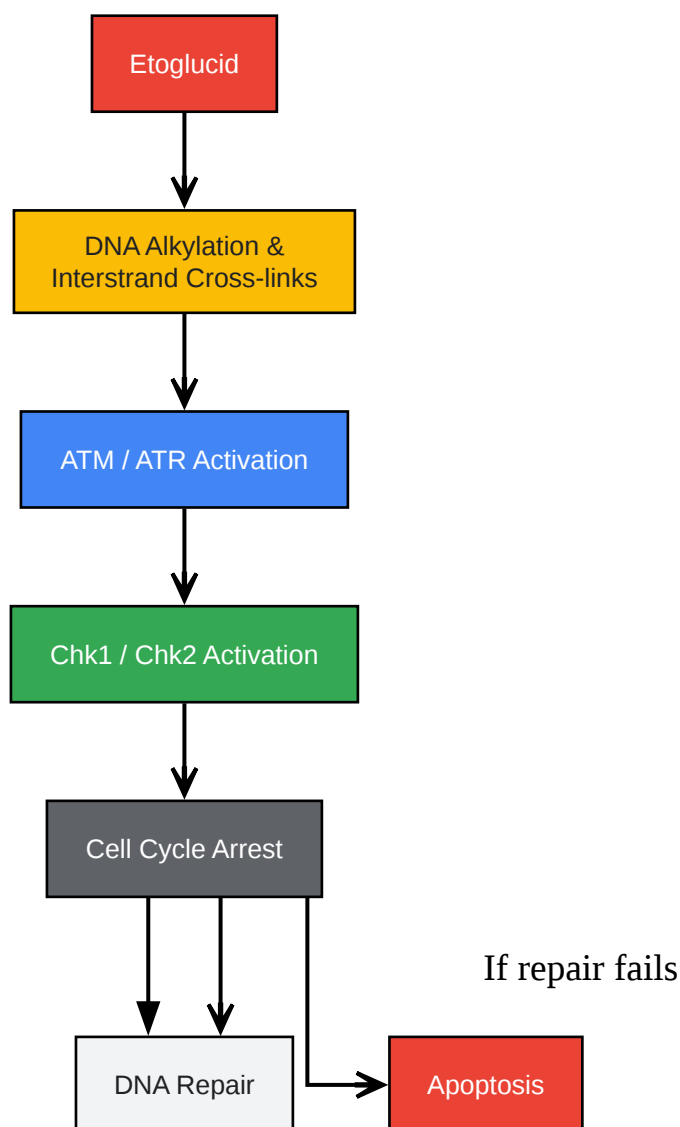 Etoglucid
DNA Alkylation &
Interstrand Cross-links
ATM / ATR Activation
Chk1 / Chk2 Activation
Cell Cycle Arrest
If repair fails
DNA Repair
Apoptosis